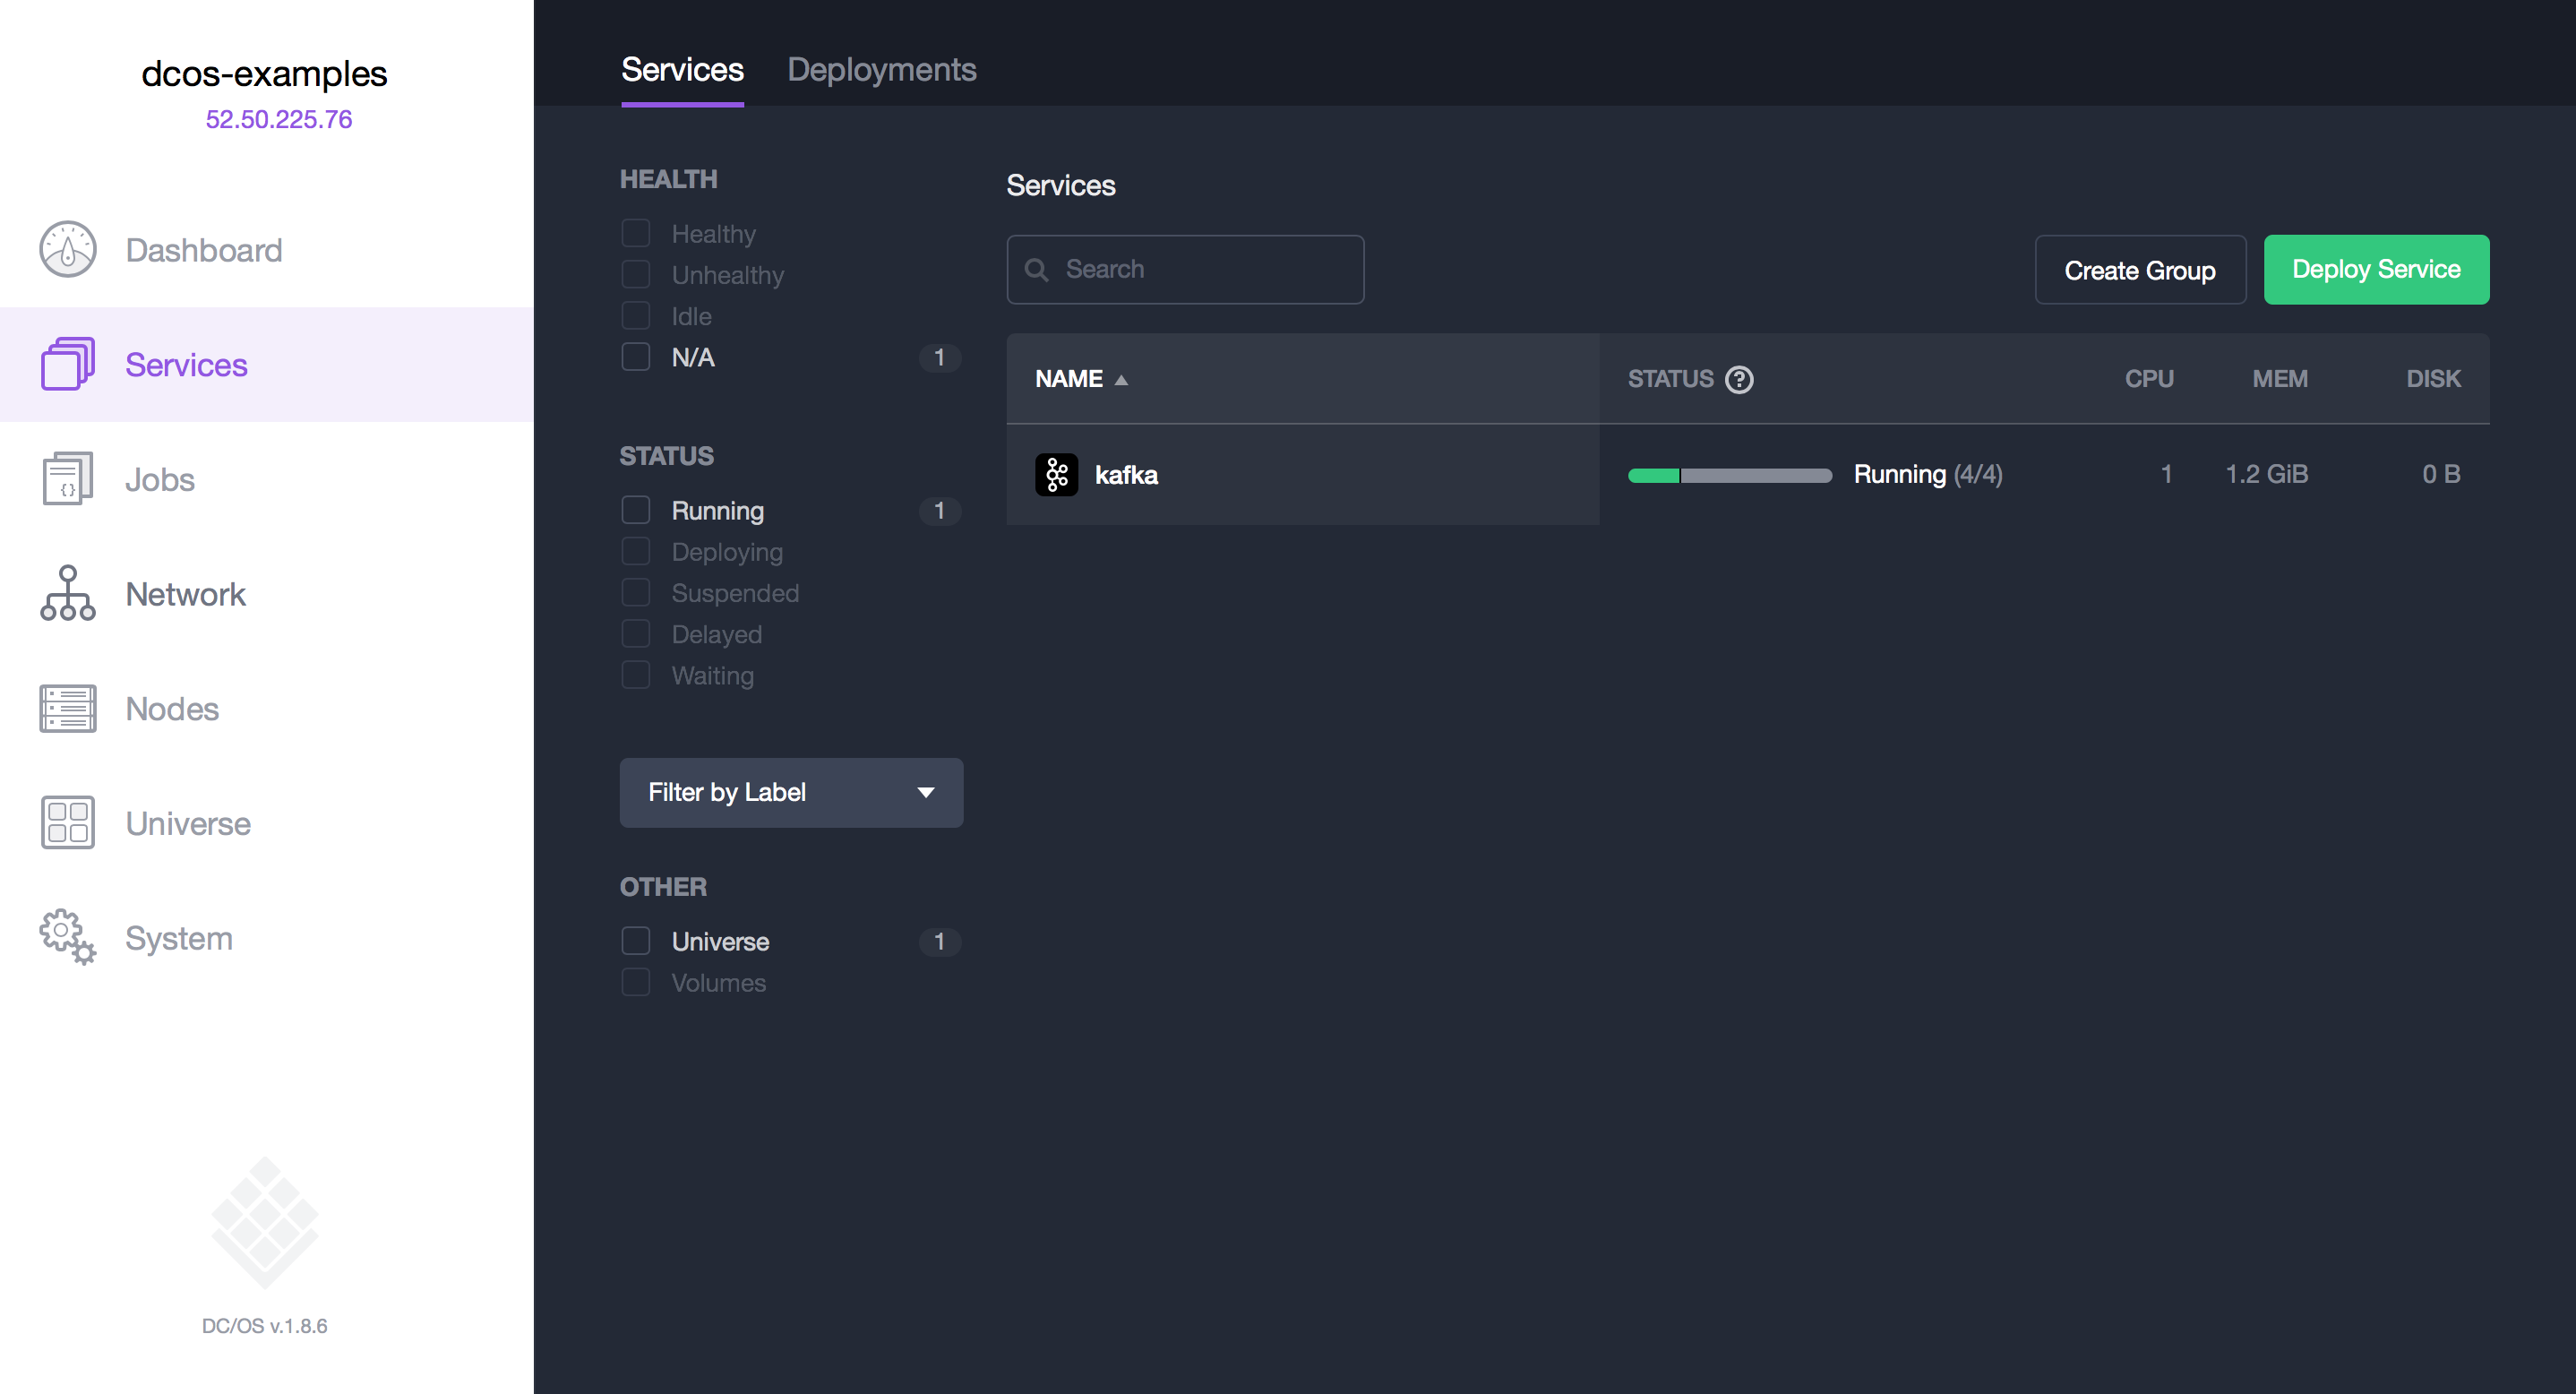 dcos-examples
52.50.225.76
Dashboard
Services
Jobs
Network
Nodes
Universe
System
DC/OS v.1.8.6
Services Deployments
HEALTH
Healthy
Unhealthy
Idle
N/A 1
STATUS
Running 1
Deploying
Suspended
Delayed
Waiting
Filter by Label
OTHER
Universe 1
Volumes
Services
Search
Create Group
Deploy Service
NAME STATUS ? CPU MEM DISK
kafka Running (4/4) 1 1.2 GiB 0 B